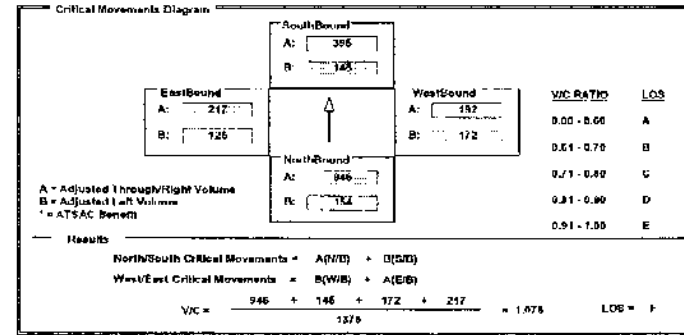 Critical Movements Diagram
SouthBound
A: 395
B: 145
EastBound
A: 217
B: 126
WestBound
A: 192
B: 172
NorthBound
A: 946
B: 154
V/C RATIO LOS
0.00 - 0.60 A
0.61 - 0.70 B
0.71 - 0.80 C
0.81 - 0.90 D
0.91 - 1.00 E
A = Adjusted Through/Right Volume
B = Adjusted Left Volume
* = ATSAC Benefit
Results
North/South Critical Movements = A(N/B) + B(S/B)
West/East Critical Movements = B(W/B) + A(E/B)
V/C = 946 + 145 + 172 + 217 = 1.076 LOS = F
1375